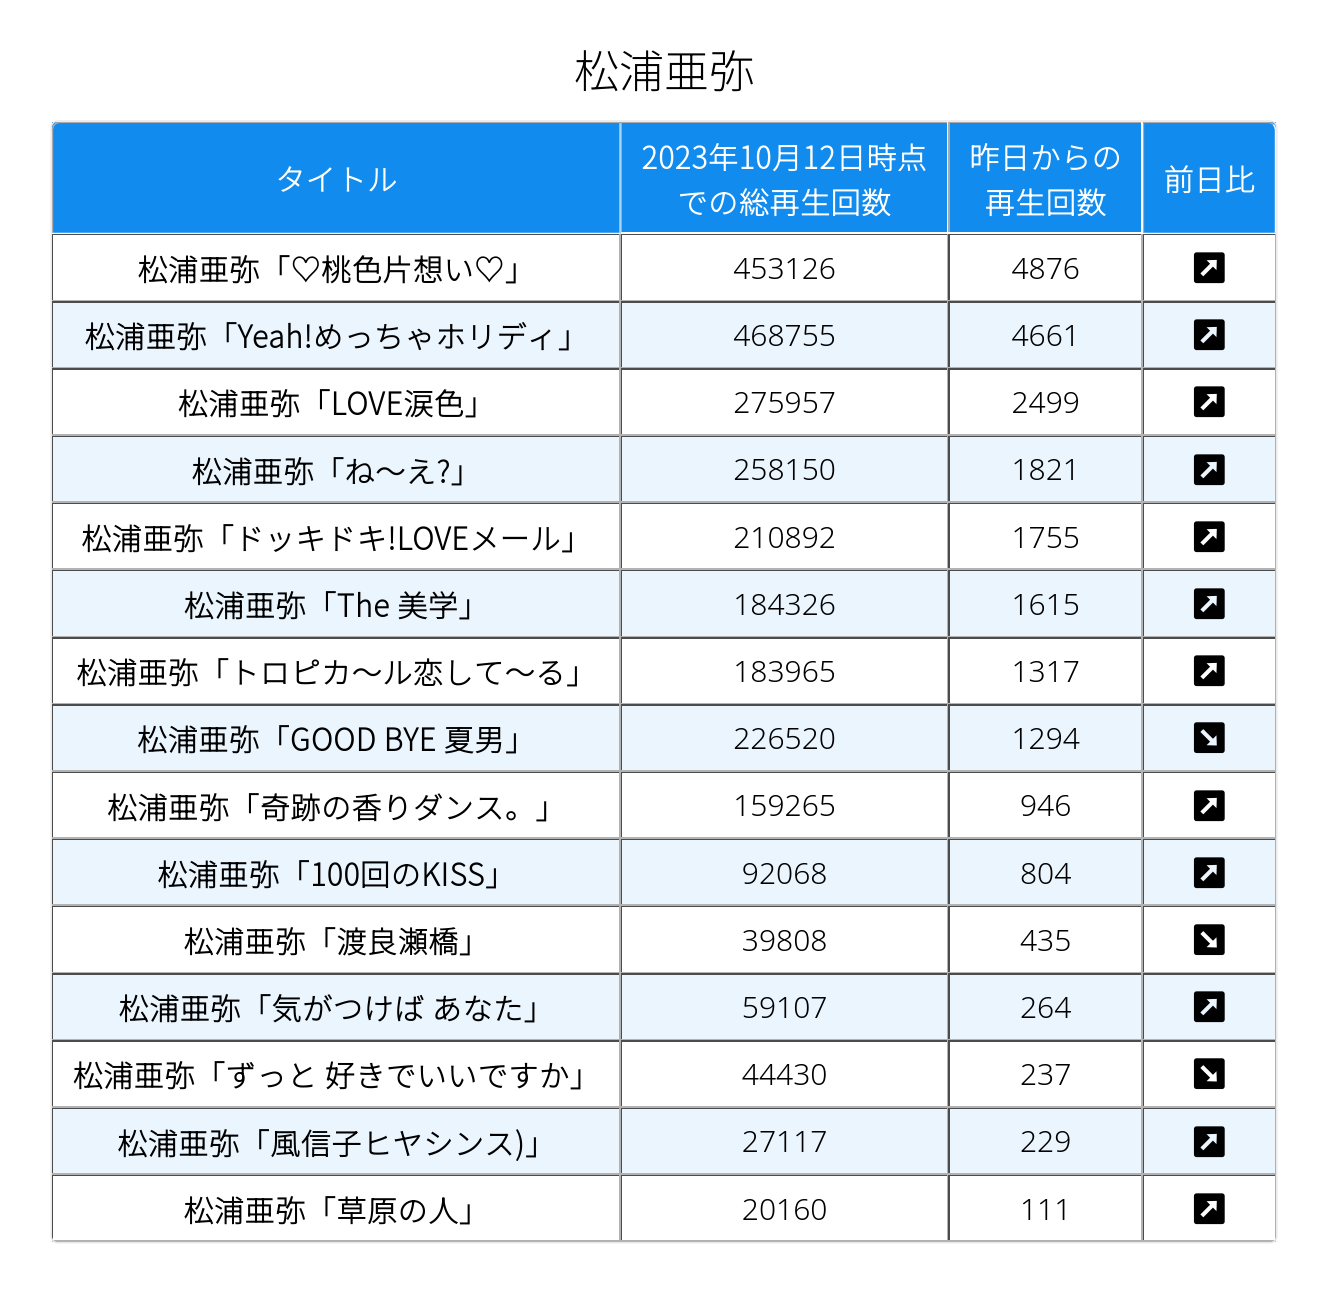 松浦亜弥
タイトル
2023年10月12日時点
での総再生回数
昨日からの
再生回数
前日比
松浦亜弥「♡桃色片想い♡」 453126 4876 ↗
松浦亜弥「Yeah!めっちゃホリディ」 468755 4661 ↗
松浦亜弥「LOVE涙色」 275957 2499 ↗
松浦亜弥「ね〜え?」 258150 1821 ↗
松浦亜弥「ドッキドキ!LOVEメール」 210892 1755 ↗
松浦亜弥「The 美学」 184326 1615 ↗
松浦亜弥「トロピカ〜ル恋して〜る」 183965 1317 ↗
松浦亜弥「GOOD BYE 夏男」 226520 1294 ↘
松浦亜弥「奇跡の香りダンス。」 159265 946 ↗
松浦亜弥「100回のKISS」 92068 804 ↗
松浦亜弥「渡良瀬橋」 39808 435 ↘
松浦亜弥「気がつけば あなた」 59107 264 ↗
松浦亜弥「ずっと 好きでいいですか」 44430 237 ↘
松浦亜弥「風信子ヒヤシンス)」 27117 229 ↗
松浦亜弥「草原の人」 20160 111 ↗